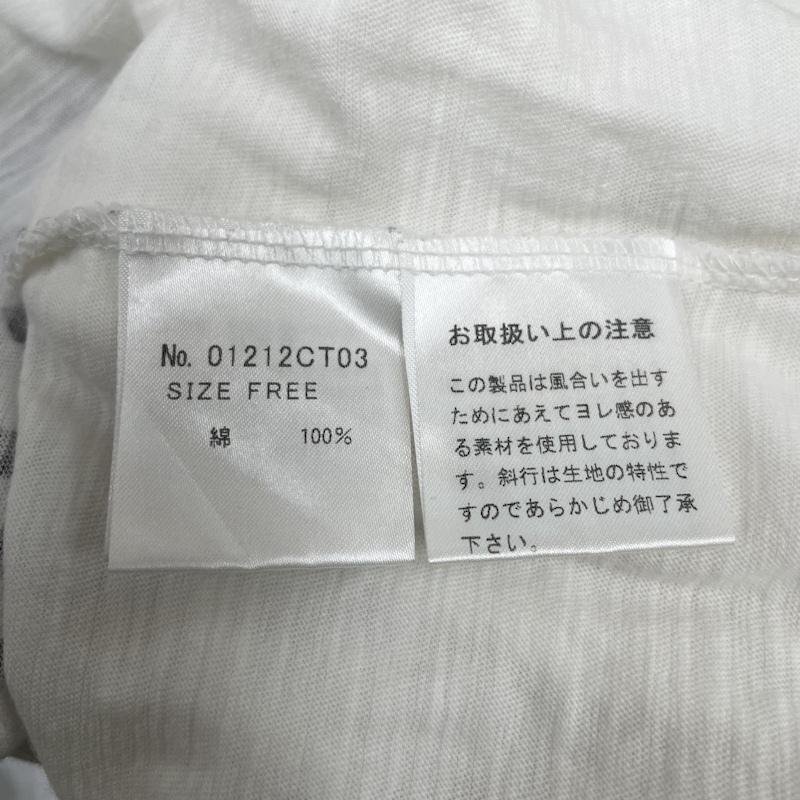 No. 01212CT03
SIZE FREE
綿 100%
お取扱い上の注意
この製品は風合いを出す
ためにあえてヨレ感のあ
る素材を使用しておりま
す。斜行は生地の特性で
すのであらかじめ御了承
下さい。